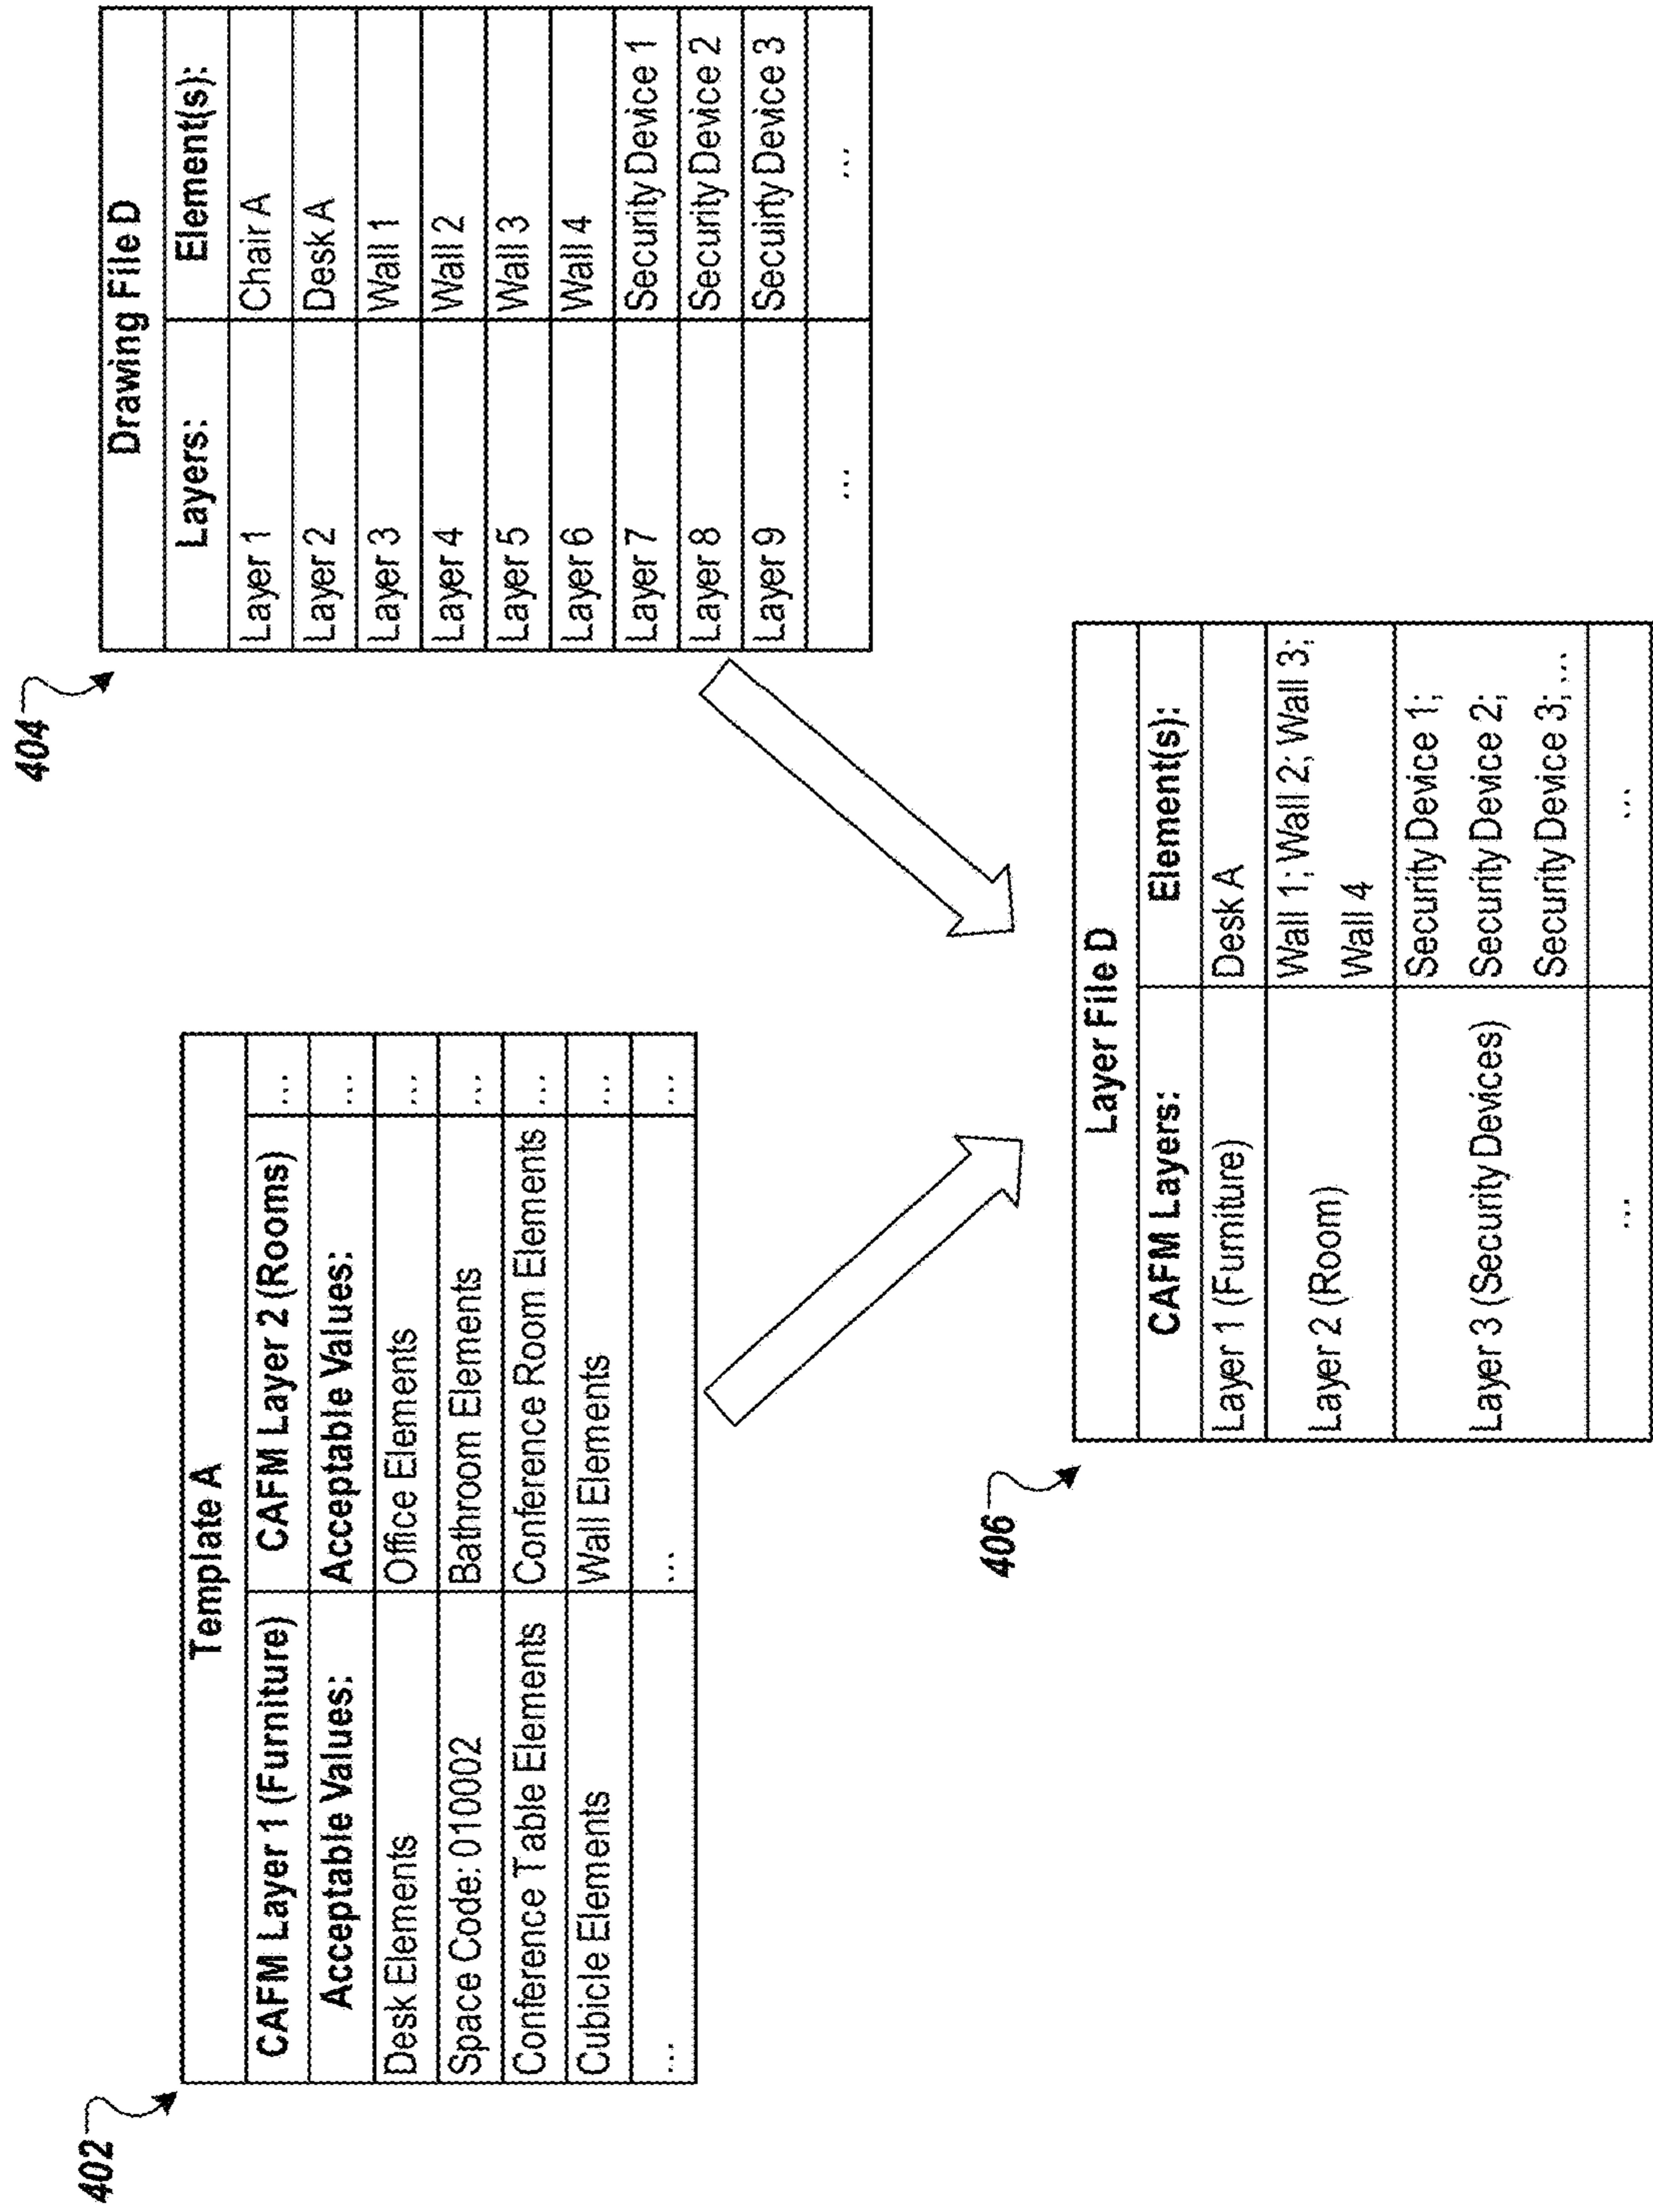 402
Template A
CAFM Layer 1 (Furniture) CAFM Layer 2 (Rooms) ...
Acceptable Values: Acceptable Values: ...
Desk Elements Office Elements ...
Space Code: 010002 Bathroom Elements ...
Conference Table Elements Conference Room Elements ...
Cubicle Elements Wall Elements ...
... ... ...
404
Drawing File D
Layers: Element(s):
Layer 1 Chair A
Layer 2 Desk A
Layer 3 Wall 1
Layer 4 Wall 2
Layer 5 Wall 3
Layer 6 Wall 4
Layer 7 Security Device 1
Layer 8 Security Device 2
Layer 9 Secuirty Device 3
... ...
406
Layer File D
CAFM Layers: Element(s):
Layer 1 (Furniture) Desk A
Layer 2 (Room) Wall 1; Wall 2; Wall 3;
Wall 4
Layer 3 (Security Devices) Security Device 1;
Security Device 2;
Security Device 3; ...
... ...